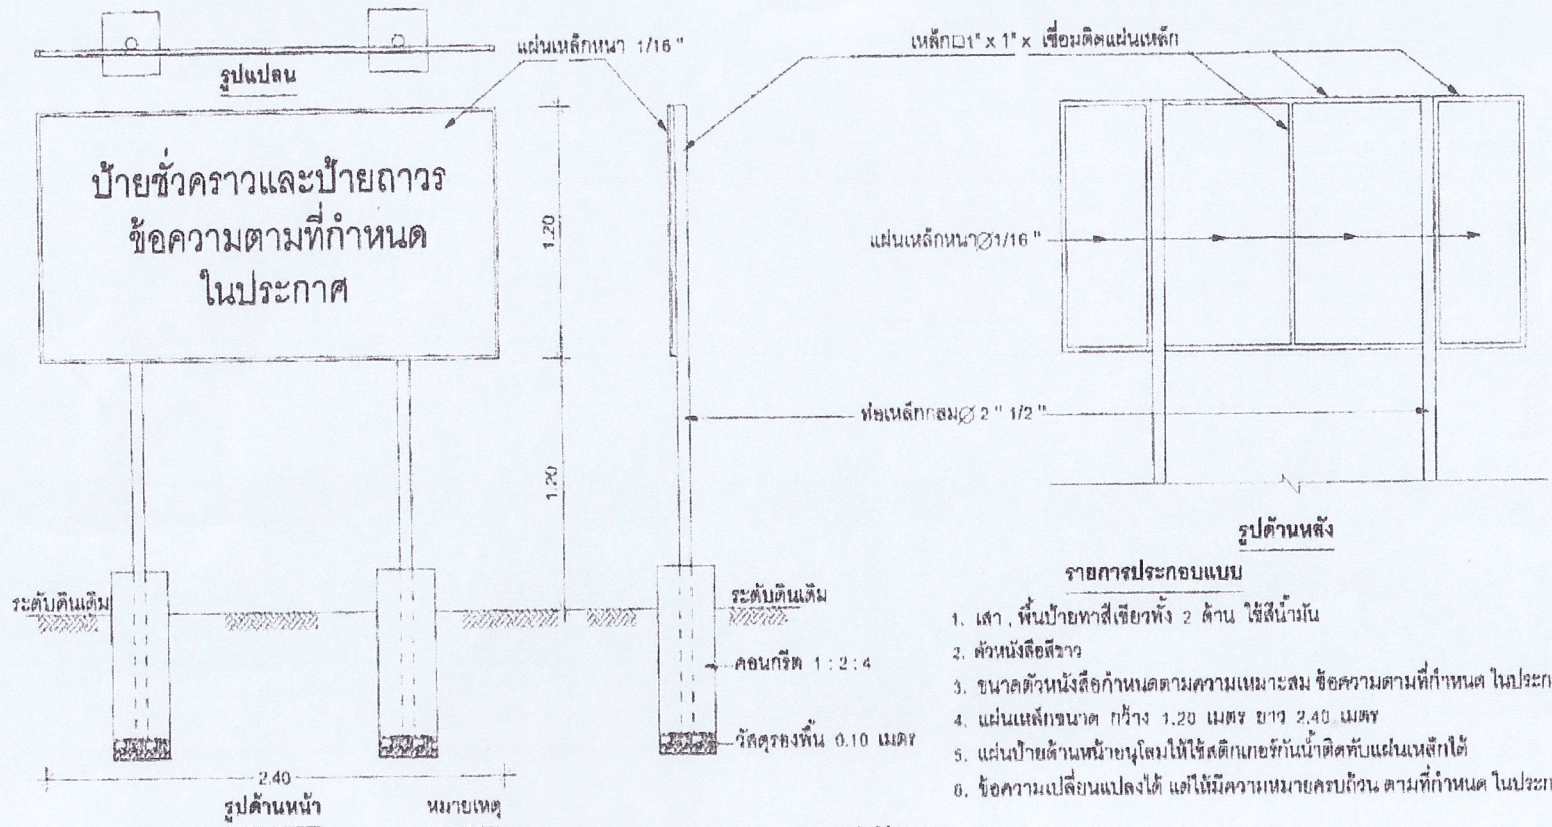 แผ่นเหล็กหนา 1/16 "
เหล็ก□1" x 1" x เชื่อมติดแผ่นเหล็ก
รูปแปลน
ป้ายชั่วคราวและป้ายถาวร
ข้อความตามที่กำหนด
ในประกาศ
1.20
แผ่นเหล็กหนา∅1/16 "
ท่อเหล็กกลม∅ 2 " 1/2 "
1.20
รูปด้านหลัง
รายการประกอบแบบ
ระดับดินเดิม
ระดับดินเดิม
1. เสา , พื้นป้ายทาสีเขียวทั้ง 2 ด้าน ใช้สีน้ำมัน
2. ตัวหนังสือสีขาว
3. ขนาดตัวหนังสือกำหนดตามความเหมาะสม ข้อความตามที่กำหนด ในประก
4. แผ่นเหล็กขนาด กว้าง 1.20 เมตร ยาว 2.40 เมตร
5. แผ่นป้ายด้านหน้าอนุโลมให้ใช้สติกเกอร์กันน้ำติดทับแผ่นเหล็กได้
6. ข้อความเปลี่ยนแปลงได้ แต่ให้มีความหมายครบถ้วน ตามที่กำหนด ในประก
คอนกรีต 1 : 2 : 4
วัสดุรองพื้น 0.10 เมตร
2.40
รูปด้านหน้า
หมายเหตุ